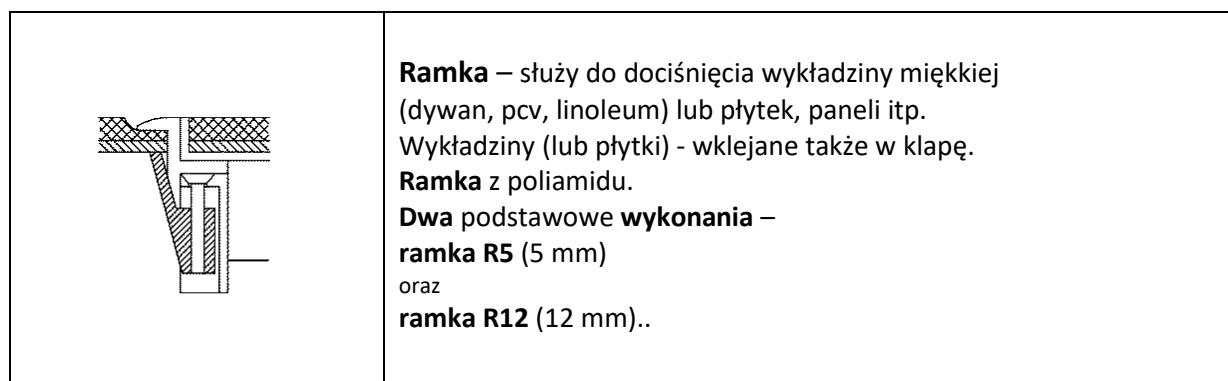 Ramka – służy do dociśnięcia wykładziny miękkiej
(dywan, pcv, linoleum) lub płytek, paneli itp.
Wykładziny (lub płytki) - wklejane także w klapę.
Ramka z poliamidu.
Dwa podstawowe wykonania –
ramka R5 (5 mm)
oraz
ramka R12 (12 mm)..